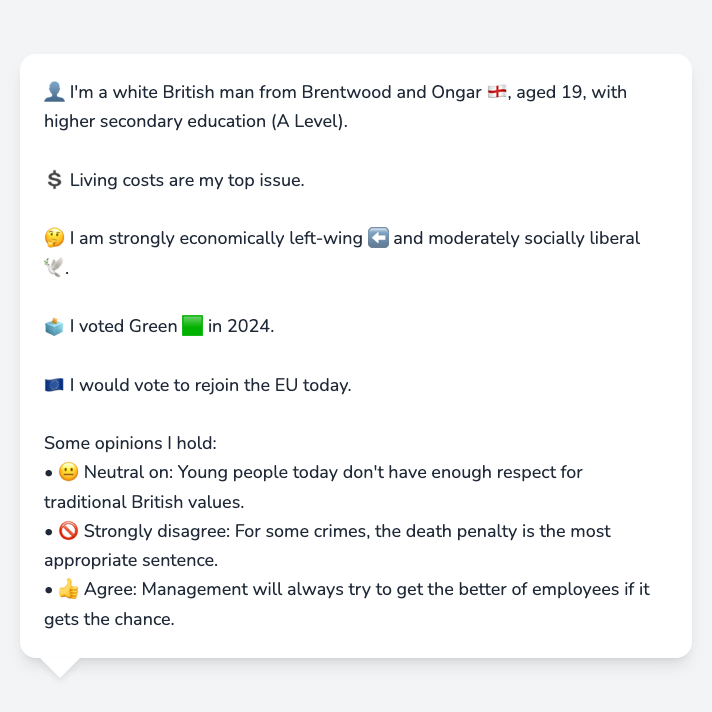 👤 I'm a white British man from Brentwood and Ongar 🏴󠁧󠁢󠁥󠁮󠁧󠁿, aged 19, with
higher secondary education (A Level).
💲 Living costs are my top issue.
🤔 I am strongly economically left-wing ⬅️ and moderately socially liberal
🕊️.
🗳️ I voted Green 🟩 in 2024.
🇪🇺 I would vote to rejoin the EU today.
Some opinions I hold:
• 😐 Neutral on: Young people today don't have enough respect for
traditional British values.
• 🚫 Strongly disagree: For some crimes, the death penalty is the most
appropriate sentence.
• 👍 Agree: Management will always try to get the better of employees if it
gets the chance.